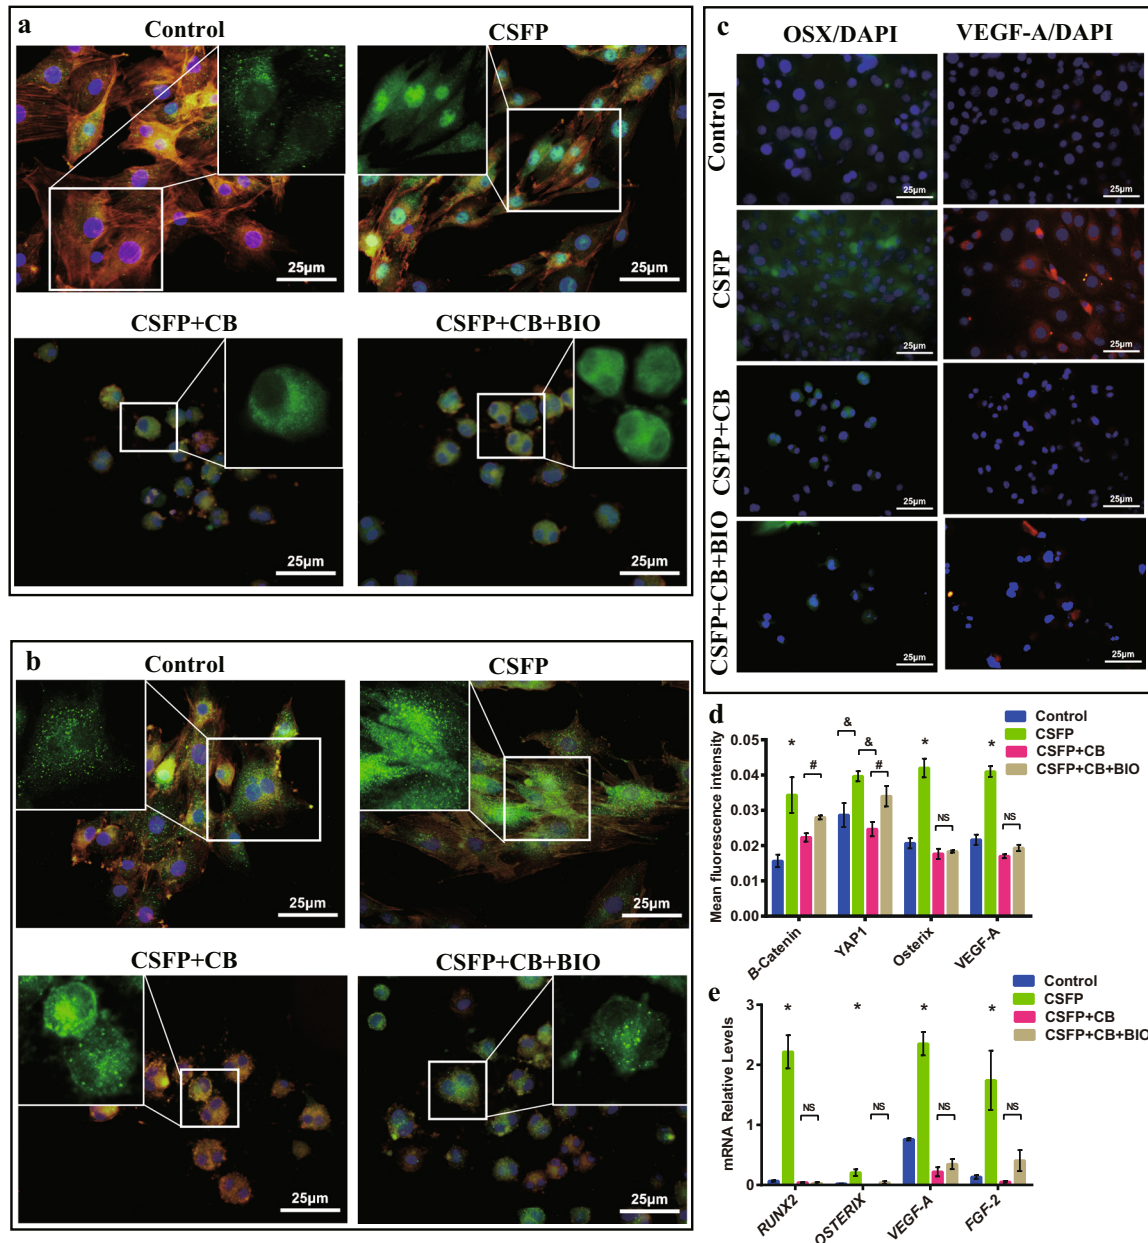 a
Control
CSFP
25μm
25μm
CSFP+CB
CSFP+CB+BIO
25μm
25μm
b
Control
CSFP
25μm
25μm
CSFP+CB
CSFP+CB+BIO
25μm
25μm
c
OSX/DAPI
VEGF-A/DAPI
Control
25μm
25μm
CSFP
25μm
25μm
CSFP+CB
25μm
25μm
CSFP+CB+BIO
25μm
25μm
d
Control
CSFP
CSFP+CB
CSFP+CB+BIO
Mean fluorescence intensity
0.05
0.04
0.03
0.02
0.01
0.00
*
#
&
&
#
*
NS
*
NS
B-Catenin
YAP1
Osterix
VEGF-A
e
Control
CSFP
CSFP+CB
CSFP+CB+BIO
mRNA Relative Levels
3
2
1
0
*
NS
*
NS
*
NS
*
NS
RUNX2
OSTERIX
VEGF-A
FGF-2